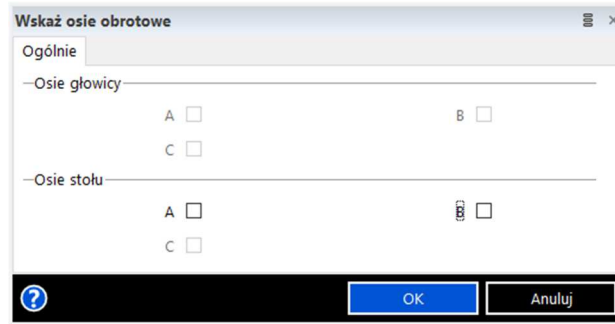 Wskaż osie obrotowe
Ogólnie
Osie głowicy
A B
C
Osie stołu
A B
C
? OK Anuluj